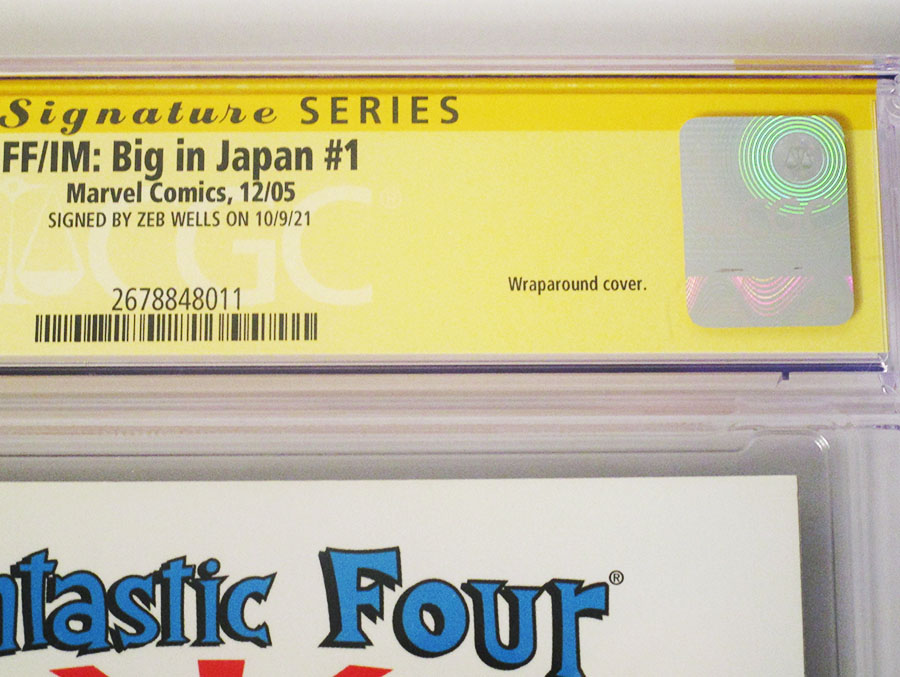 Signature SERIES
FF/IM: Big in Japan #1
Marvel Comics, 12/05
SIGNED BY ZEB WELLS ON 10/9/21
CGC®
2678848011
Wraparound cover.
ntastic Four®